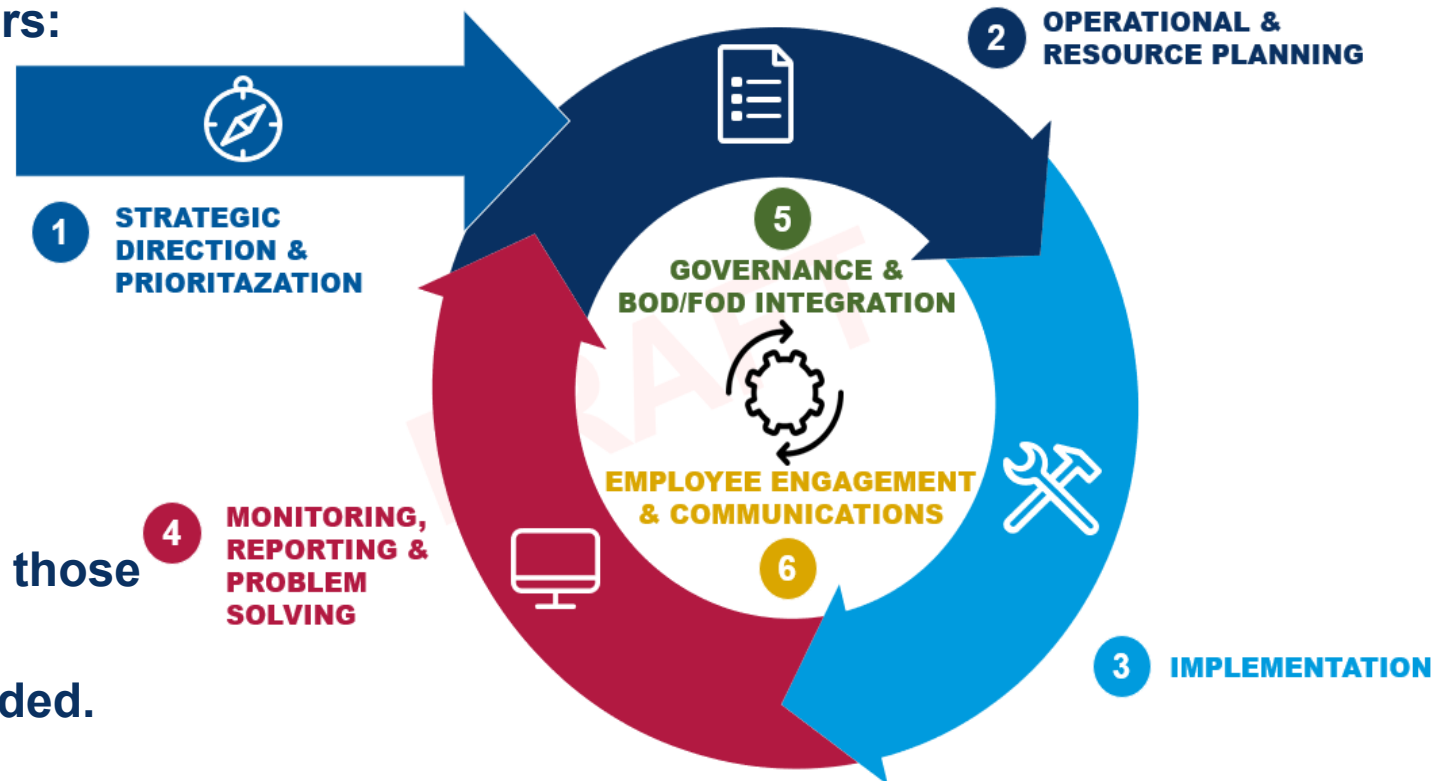 rs:
1
STRATEGIC
DIRECTION &
PRIORITAZATION
2
OPERATIONAL &
RESOURCE PLANNING
3
IMPLEMENTATION
4
MONITORING,
REPORTING &
PROBLEM
SOLVING
5
GOVERNANCE &
BOD/FOD INTEGRATION
EMPLOYEE ENGAGEMENT
& COMMUNICATIONS
6
DRAFT
those
ded.